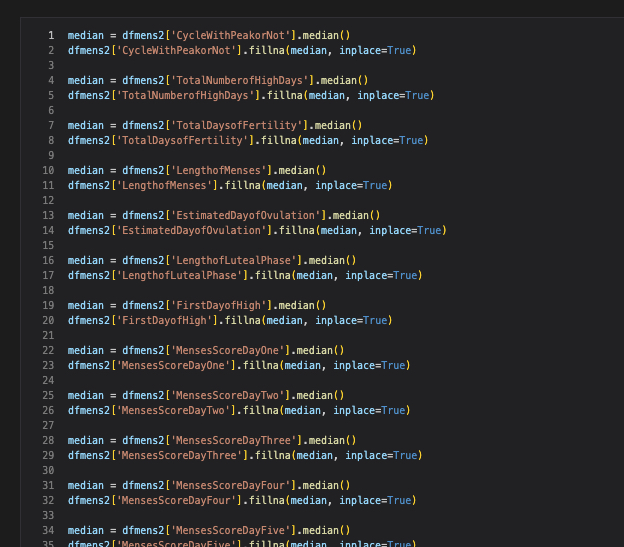 1 median = dfmens2['CycleWithPeakorNot'].median()
2 dfmens2['CycleWithPeakorNot'].fillna(median, inplace=True)
3
4 median = dfmens2['TotalNumberofHighDays'].median()
5 dfmens2['TotalNumberofHighDays'].fillna(median, inplace=True)
6
7 median = dfmens2['TotalDaysofFertility'].median()
8 dfmens2['TotalDaysofFertility'].fillna(median, inplace=True)
9
10 median = dfmens2['LengthofMenses'].median()
11 dfmens2['LengthofMenses'].fillna(median, inplace=True)
12
13 median = dfmens2['EstimatedDayofOvulation'].median()
14 dfmens2['EstimatedDayofOvulation'].fillna(median, inplace=True)
15
16 median = dfmens2['LengthofLutealPhase'].median()
17 dfmens2['LengthofLutealPhase'].fillna(median, inplace=True)
18
19 median = dfmens2['FirstDayofHigh'].median()
20 dfmens2['FirstDayofHigh'].fillna(median, inplace=True)
21
22 median = dfmens2['MensesScoreDayOne'].median()
23 dfmens2['MensesScoreDayOne'].fillna(median, inplace=True)
24
25 median = dfmens2['MensesScoreDayTwo'].median()
26 dfmens2['MensesScoreDayTwo'].fillna(median, inplace=True)
27
28 median = dfmens2['MensesScoreDayThree'].median()
29 dfmens2['MensesScoreDayThree'].fillna(median, inplace=True)
30
31 median = dfmens2['MensesScoreDayFour'].median()
32 dfmens2['MensesScoreDayFour'].fillna(median, inplace=True)
33
34 median = dfmens2['MensesScoreDayFive'].median()
35 dfmens2['MensesScoreDayFive'].fillna(median, inplace=True)